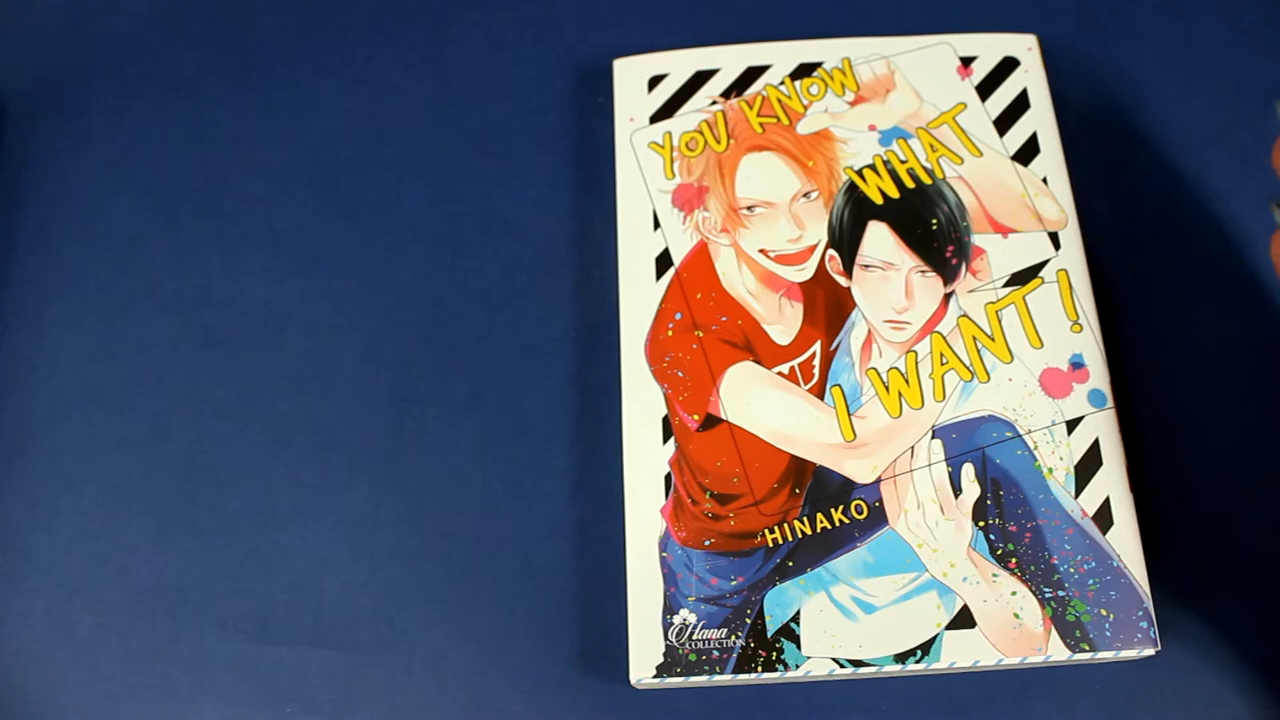 YOU KNOW
WHAT
I WANT!
HINAKO
Hana
COLLECTION